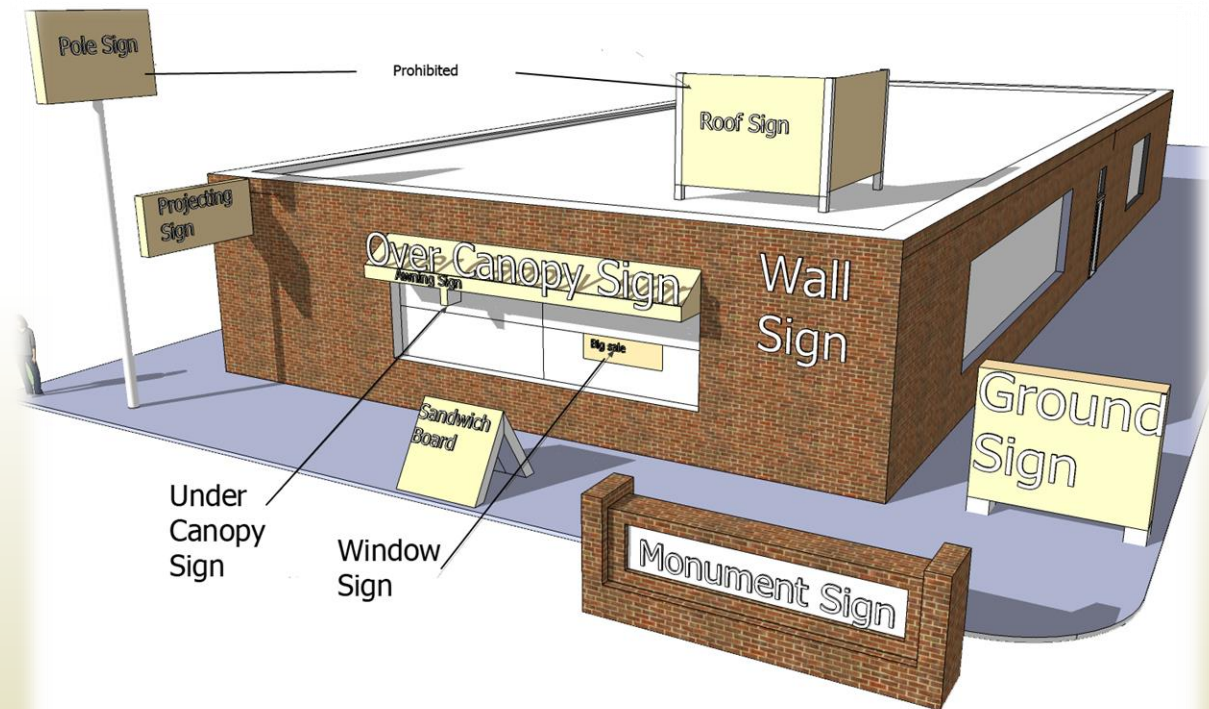 Pole Sign
Prohibited
Roof Sign
Projecting
Sign
Over Canopy Sign
Awning Sign
Wall
Sign
Big sale
Sandwich
Board
Ground
Sign
Under
Canopy
Sign
Window
Sign
Monument Sign